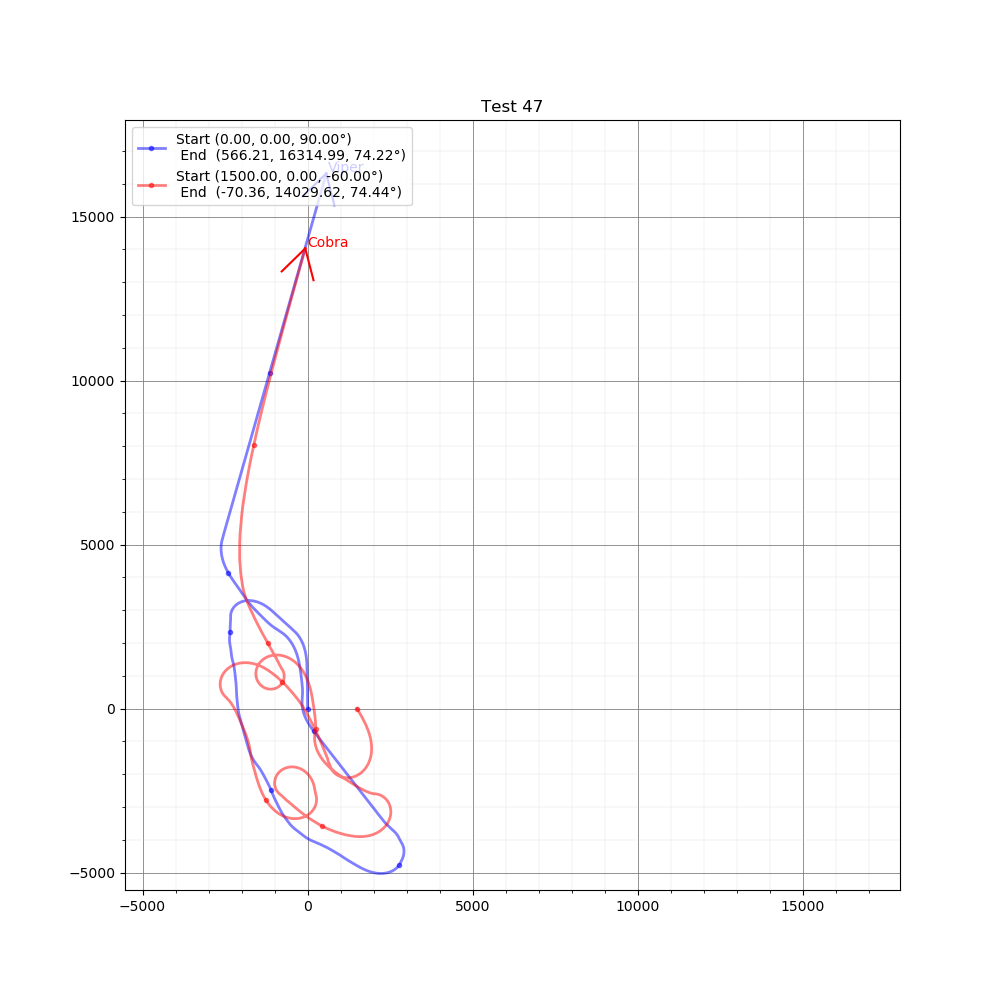 Test 47
Start (0.00, 0.00, 90.00°)
End (566.21, 16314.99, 74.22°)
Start (1500.00, 0.00, -60.00°)
End (-70.36, 14029.62, 74.44°)
Viper
Cobra
15000
10000
5000
0
−5000
−5000
0
5000
10000
15000